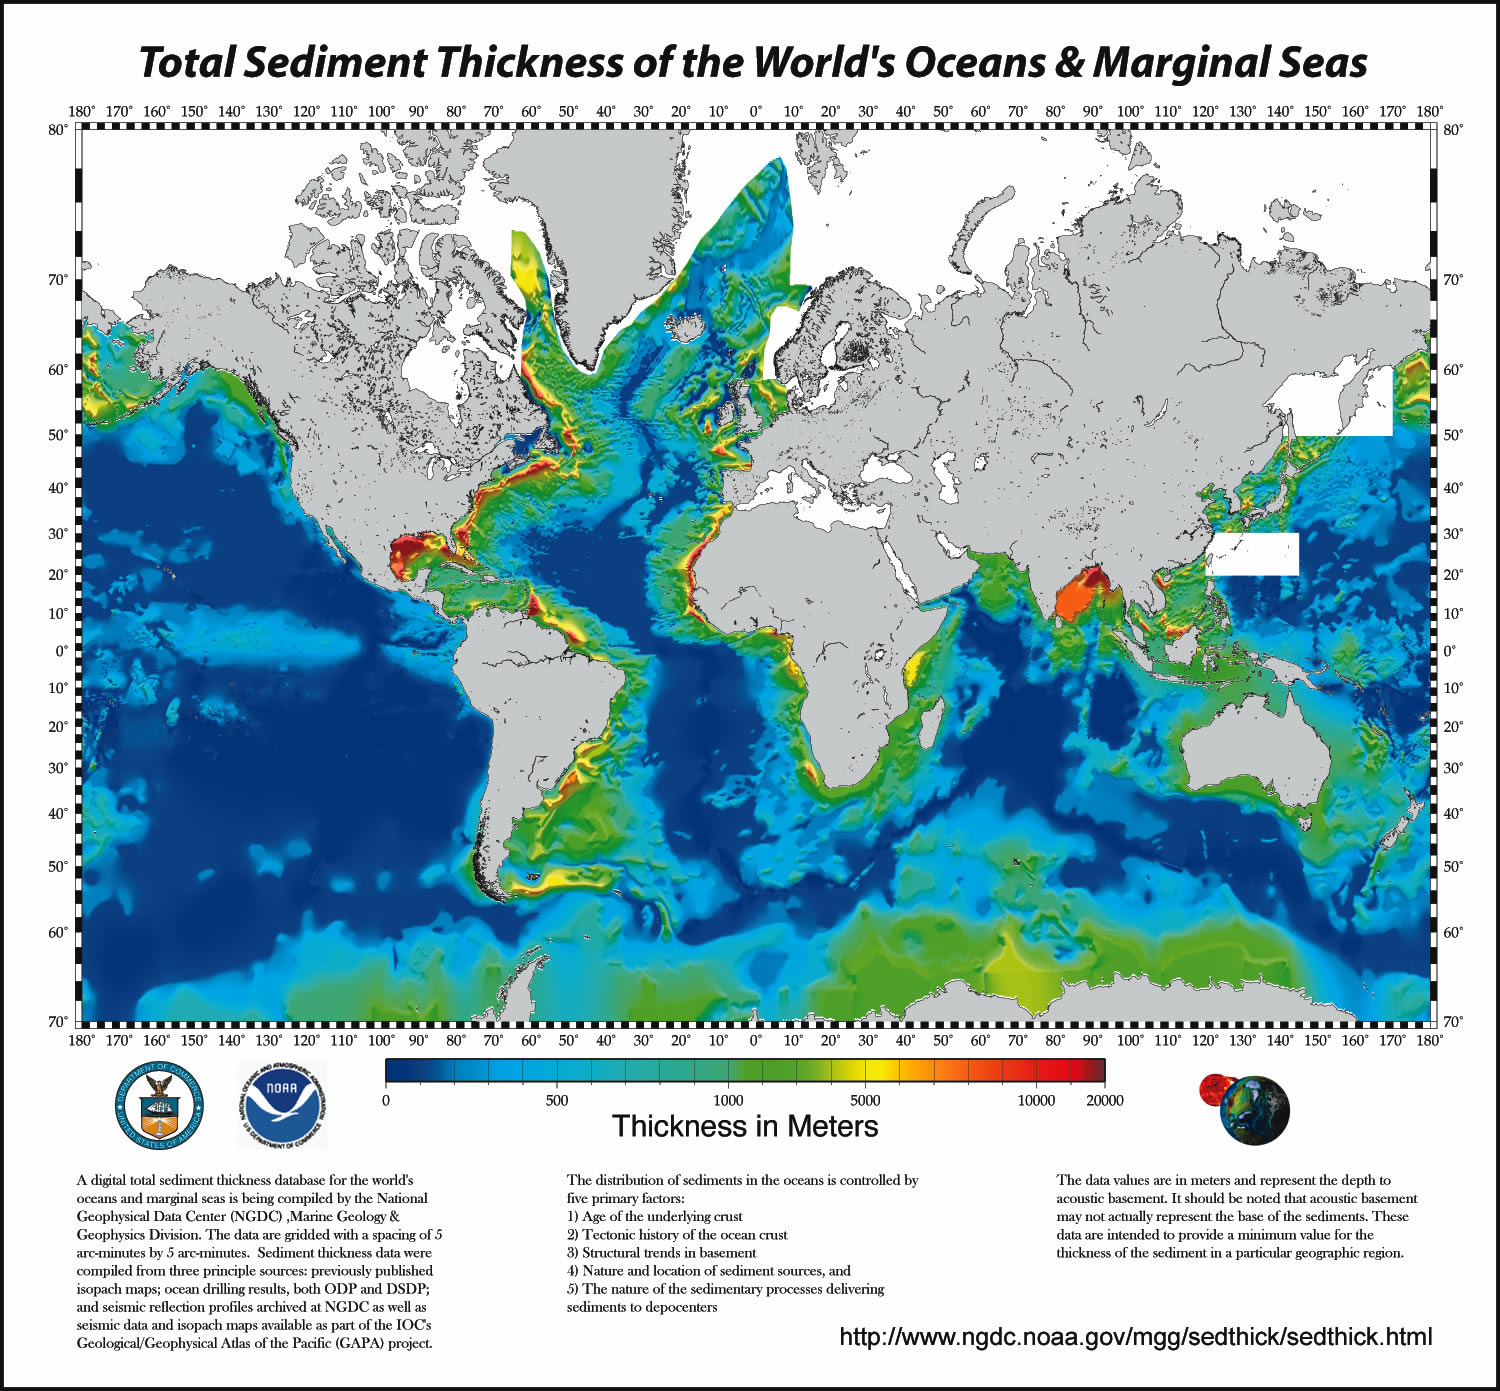 Total Sediment Thickness of the World's Oceans & Marginal Seas
180° 170° 160° 150° 140° 130° 120° 110° 100° 90° 80° 70° 60° 50° 40° 30° 20° 10° 0° 10° 20° 30° 40° 50° 60° 70° 80° 90° 100° 110° 120° 130° 140° 150° 160° 170° 180°
80° 80°
70° 70°
60° 60°
50° 50°
40° 40°
30° 30°
20° 20°
10° 10°
0° 0°
10° 10°
20° 20°
30° 30°
40° 40°
50° 50°
60° 60°
70° 70°
180° 170° 160° 150° 140° 130° 120° 110° 100° 90° 80° 70° 60° 50° 40° 30° 20° 10° 0° 10° 20° 30° 40° 50° 60° 70° 80° 90° 100° 110° 120° 130° 140° 150° 160° 170° 180°
DEPARTMENT OF COMMERCE
UNITED STATES OF AMERICA
NATIONAL OCEANIC AND ATMOSPHERIC ADMINISTRATION
NOAA
U.S. DEPARTMENT OF COMMERCE
0 500 1000 5000 10000 20000
Thickness in Meters
A digital total sediment thickness database for the world's
oceans and marginal seas is being compiled by the National
Geophysical Data Center (NGDC) ,Marine Geology &
Geophysics Division. The data are gridded with a spacing of 5
arc-minutes by 5 arc-minutes. Sediment thickness data were
compiled from three principle sources: previously published
isopach maps; ocean drilling results, both ODP and DSDP;
and seismic reflection profiles archived at NGDC as well as
seismic data and isopach maps available as part of the IOC's
Geological/Geophysical Atlas of the Pacific (GAPA) project.
The distribution of sediments in the oceans is controlled by
five primary factors:
1) Age of the underlying crust
2) Tectonic history of the ocean crust
3) Structural trends in basement
4) Nature and location of sediment sources, and
5) The nature of the sedimentary processes delivering
sediments to depocenters
The data values are in meters and represent the depth to
acoustic basement. It should be noted that acoustic basement
may not actually represent the base of the sediments. These
data are intended to provide a minimum value for the
thickness of the sediment in a particular geographic region.
http://www.ngdc.noaa.gov/mgg/sedthick/sedthick.html